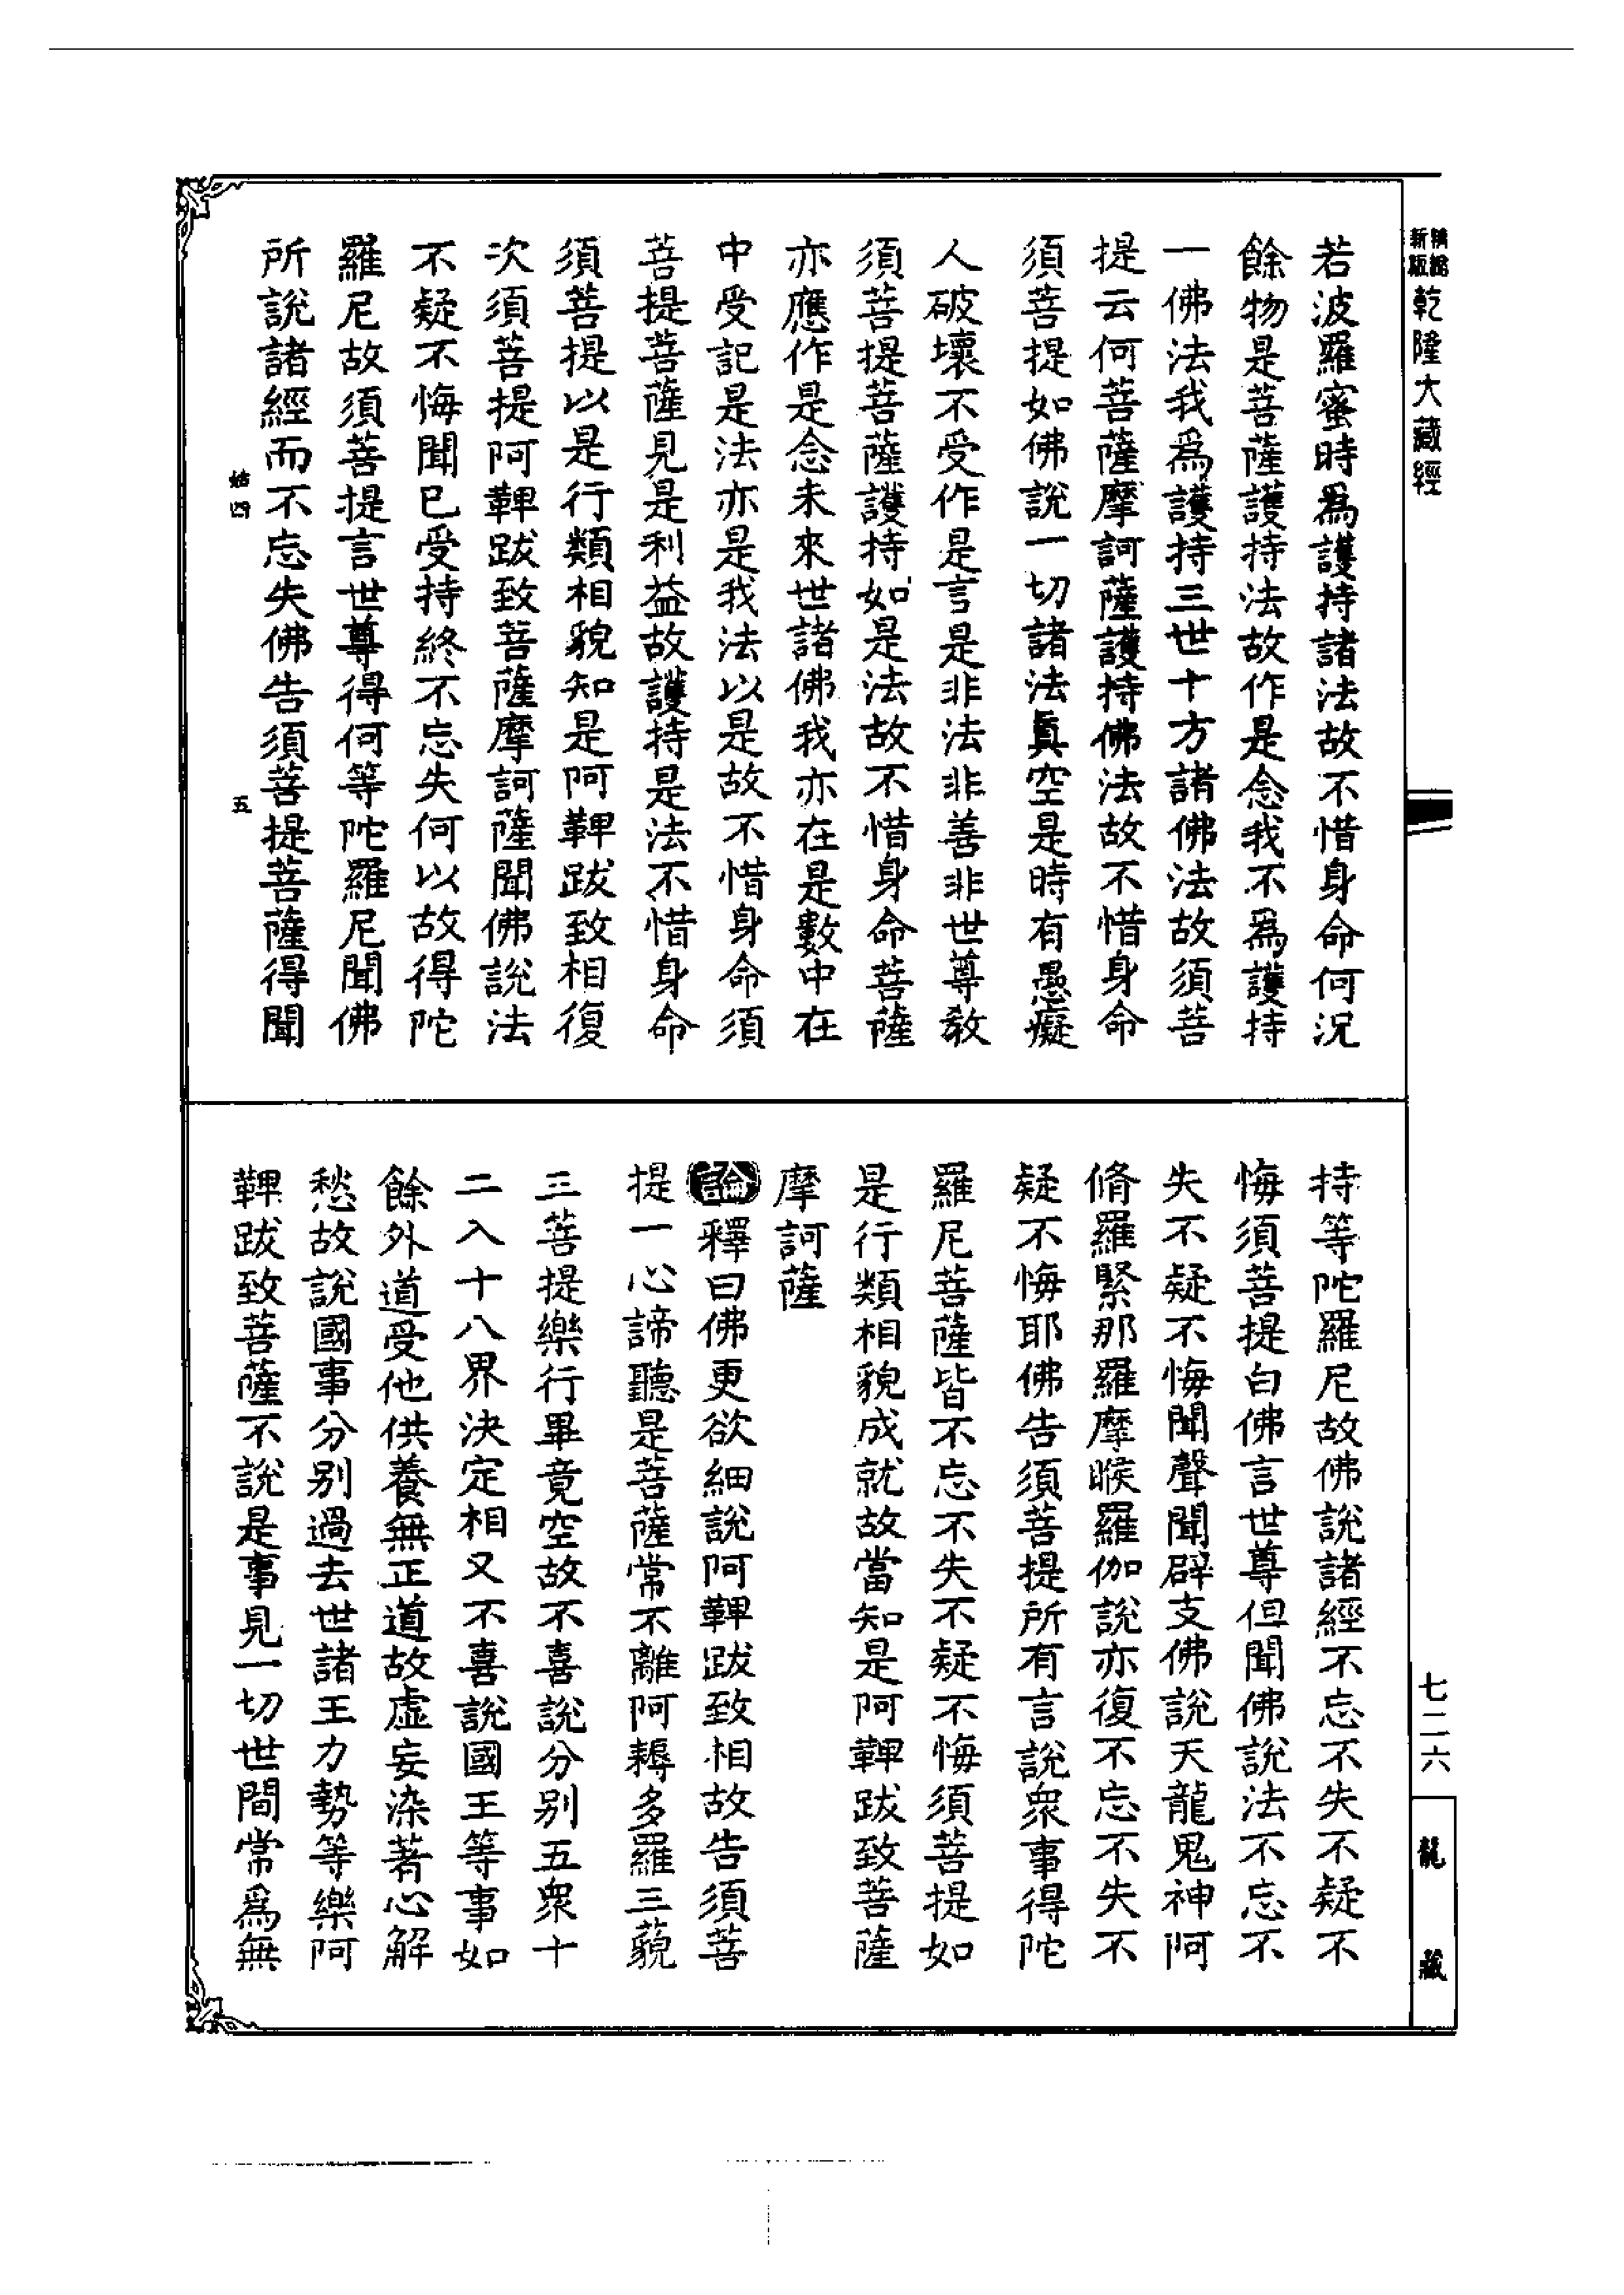 新版
乾隆大藏經
若波羅蜜時爲護持諸法故不惜身命何況
餘物是菩薩護持法故作是念我不爲護持
一佛法我爲護持三世十方諸佛法故須菩
提云何菩薩摩訶薩護持佛法故不惜身命
須菩提如佛說一切諸法眞空是時有愚癡
人破壞不受作是言是非法非善非世尊教
須菩提菩薩護持如是法故不惜身命菩薩
亦應作是念未來世諸佛我亦在是數中在
中受記是法亦是我法以是故不惜身命須
菩提菩薩見是利益故護持是法不惜身命
須菩提以是行類相貌知是阿鞞跋致相復
次須菩提阿鞞跋致菩薩摩訶薩聞佛說法
不疑不悔聞已受持終不忘失何以故得陀
羅尼故須菩提言世尊得何等陀羅尼聞佛
所說諸經而不忘失佛告須菩提菩薩得聞
姑四
五
持等陀羅尼故佛說諸經不忘不失不疑不
悔須菩提白佛言世尊但聞佛說法不忘不
失不疑不悔聞聲聞辟支佛說天龍鬼神阿
脩羅緊那羅摩睺羅伽說亦復不忘不失不
疑不悔耶佛告須菩提所有言說衆事得陀
羅尼菩薩皆不忘不失不疑不悔須菩提如
是行類相貌成就故當知是阿鞞跋致菩薩
摩訶薩
論釋曰佛更欲細說阿鞞跋致相故告須菩
提一心諦聽是菩薩常不離阿耨多羅三藐
三菩提樂行畢竟空故不喜說分別五衆十
二入十八界決定相又不喜說國王等事如
餘外道受他供養無正道故虛妄染著心解
愁故說國事分別過去世諸王力勢等樂阿
鞞跋致菩薩不說是事見一切世間常爲無
七二六
龍藏